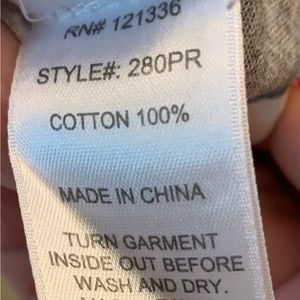 RN# 121336
STYLE#: 280PR
COTTON 100%
MADE IN CHINA
TURN GARMENT
INSIDE OUT BEFORE
WASH AND DRY.